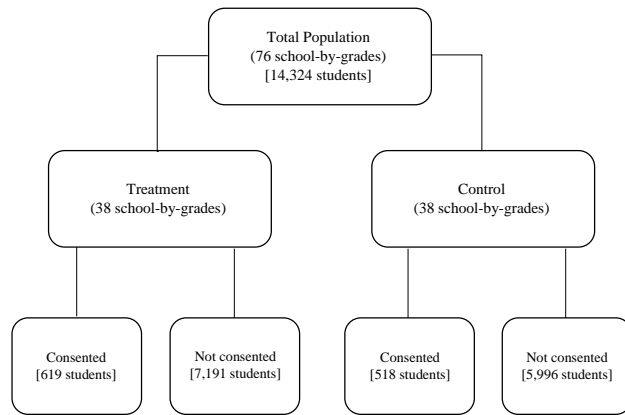 Total Population
(76 school-by-grades)
[14,324 students]
Treatment
(38 school-by-grades)
Control
(38 school-by-grades)
Consented
[619 students]
Not consented
[7,191 students]
Consented
[518 students]
Not consented
[5,996 students]